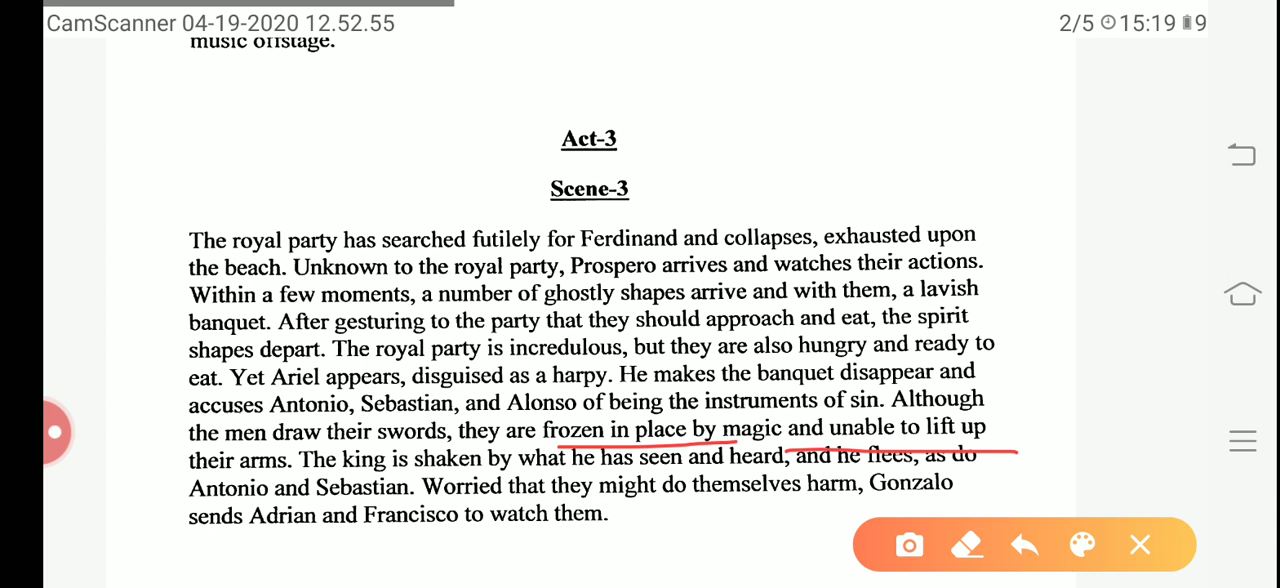 CamScanner 04-19-2020 12.52.55
2/5 15:19 9
music offstage.
Act-3
Scene-3
The royal party has searched futilely for Ferdinand and collapses, exhausted upon
the beach. Unknown to the royal party, Prospero arrives and watches their actions.
Within a few moments, a number of ghostly shapes arrive and with them, a lavish
banquet. After gesturing to the party that they should approach and eat, the spirit
shapes depart. The royal party is incredulous, but they are also hungry and ready to
eat. Yet Ariel appears, disguised as a harpy. He makes the banquet disappear and
accuses Antonio, Sebastian, and Alonso of being the instruments of sin. Although
the men draw their swords, they are frozen in place by magic and unable to lift up
their arms. The king is shaken by what he has seen and heard, and he flees, as do
Antonio and Sebastian. Worried that they might do themselves harm, Gonzalo
sends Adrian and Francisco to watch them.